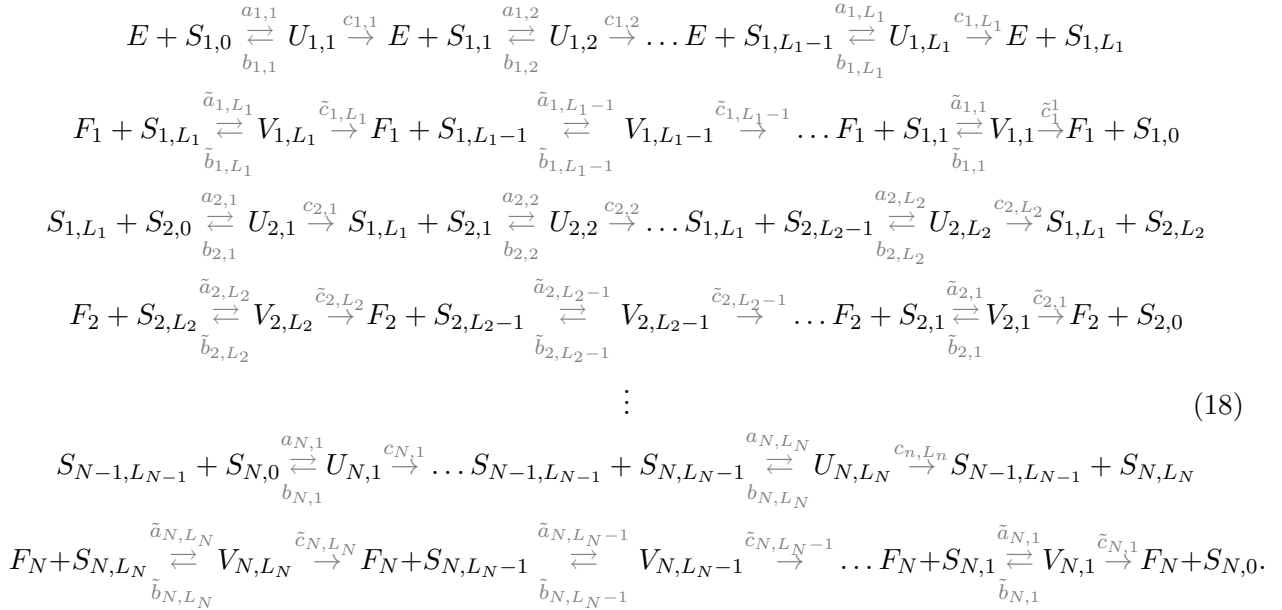 E + S_{1,0} \underset{b_{1,1}}{\overset{a_{1,1}}{\rightleftarrows}} U_{1,1} \overset{c_{1,1}}{\rightarrow} E + S_{1,1} \underset{b_{1,2}}{\overset{a_{1,2}}{\rightleftarrows}} U_{1,2} \overset{c_{1,2}}{\rightarrow} \dots E + S_{1,L_1-1} \underset{b_{1,L_1}}{\overset{a_{1,L_1}}{\rightleftarrows}} U_{1,L_1} \overset{c_{1,L_1}}{\rightarrow} E + S_{1,L_1}
F_1 + S_{1,L_1} \underset{\tilde{b}_{1,L_1}}{\overset{\tilde{a}_{1,L_1}}{\rightleftarrows}} V_{1,L_1} \overset{\tilde{c}_{1,L_1}}{\rightarrow} F_1 + S_{1,L_1-1} \underset{\tilde{b}_{1,L_1-1}}{\overset{\tilde{a}_{1,L_1-1}}{\rightleftarrows}} V_{1,L_1-1} \overset{\tilde{c}_{1,L_1-1}}{\rightarrow} \dots F_1 + S_{1,1} \underset{\tilde{b}_{1,1}}{\overset{\tilde{a}_{1,1}}{\rightleftarrows}} V_{1,1} \overset{\tilde{c}_1^1}{\rightarrow} F_1 + S_{1,0}
S_{1,L_1} + S_{2,0} \underset{b_{2,1}}{\overset{a_{2,1}}{\rightleftarrows}} U_{2,1} \overset{c_{2,1}}{\rightarrow} S_{1,L_1} + S_{2,1} \underset{b_{2,2}}{\overset{a_{2,2}}{\rightleftarrows}} U_{2,2} \overset{c_{2,2}}{\rightarrow} \dots S_{1,L_1} + S_{2,L_2-1} \underset{b_{2,L_2}}{\overset{a_{2,L_2}}{\rightleftarrows}} U_{2,L_2} \overset{c_{2,L_2}}{\rightarrow} S_{1,L_1} + S_{2,L_2}
F_2 + S_{2,L_2} \underset{\tilde{b}_{2,L_2}}{\overset{\tilde{a}_{2,L_2}}{\rightleftarrows}} V_{2,L_2} \overset{\tilde{c}_{2,L_2}}{\rightarrow} F_2 + S_{2,L_2-1} \underset{\tilde{b}_{2,L_2-1}}{\overset{\tilde{a}_{2,L_2-1}}{\rightleftarrows}} V_{2,L_2-1} \overset{\tilde{c}_{2,L_2-1}}{\rightarrow} \dots F_2 + S_{2,1} \underset{\tilde{b}_{2,1}}{\overset{\tilde{a}_{2,1}}{\rightleftarrows}} V_{2,1} \overset{\tilde{c}_{2,1}}{\rightarrow} F_2 + S_{2,0}
\vdots (18)
S_{N-1,L_{N-1}} + S_{N,0} \underset{b_{N,1}}{\overset{a_{N,1}}{\rightleftarrows}} U_{N,1} \overset{c_{N,1}}{\rightarrow} \dots S_{N-1,L_{N-1}} + S_{N,L_N-1} \underset{b_{N,L_N}}{\overset{a_{N,L_N}}{\rightleftarrows}} U_{N,L_N} \overset{c_{n,L_n}}{\rightarrow} S_{N-1,L_{N-1}} + S_{N,L_N}
F_N + S_{N,L_N} \underset{\tilde{b}_{N,L_N}}{\overset{\tilde{a}_{N,L_N}}{\rightleftarrows}} V_{N,L_N} \overset{\tilde{c}_{N,L_N}}{\rightarrow} F_N + S_{N,L_N-1} \underset{\tilde{b}_{N,L_N-1}}{\overset{\tilde{a}_{N,L_N-1}}{\rightleftarrows}} V_{N,L_N-1} \overset{\tilde{c}_{N,L_N-1}}{\rightarrow} \dots F_N + S_{N,1} \underset{\tilde{b}_{N,1}}{\overset{\tilde{a}_{N,1}}{\rightleftarrows}} V_{N,1} \overset{\tilde{c}_{N,1}}{\rightarrow} F_N + S_{N,0}.